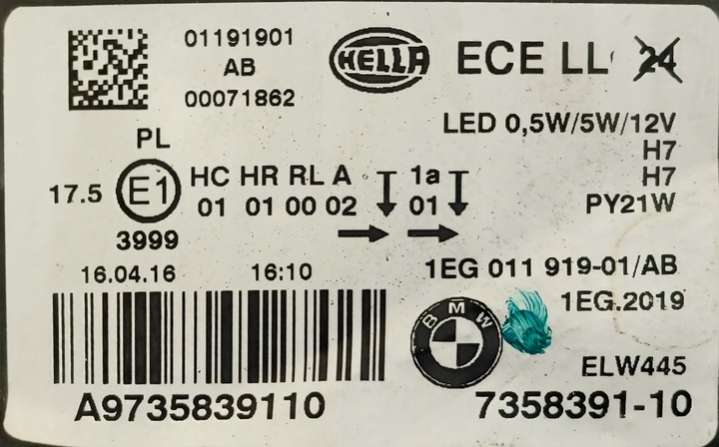 01191901
AB
00071862
HELLA
ECE LL 24
LED 0,5W/5W/12V
H7
H7
PY21W
PL
17.5 E1
HC HR RL A 1a
01 01 00 02 01
3999
16.04.16 16:10
1EG 011 919-01/AB
1EG.2019
BMW
ELW445
A9735839110
7358391-10